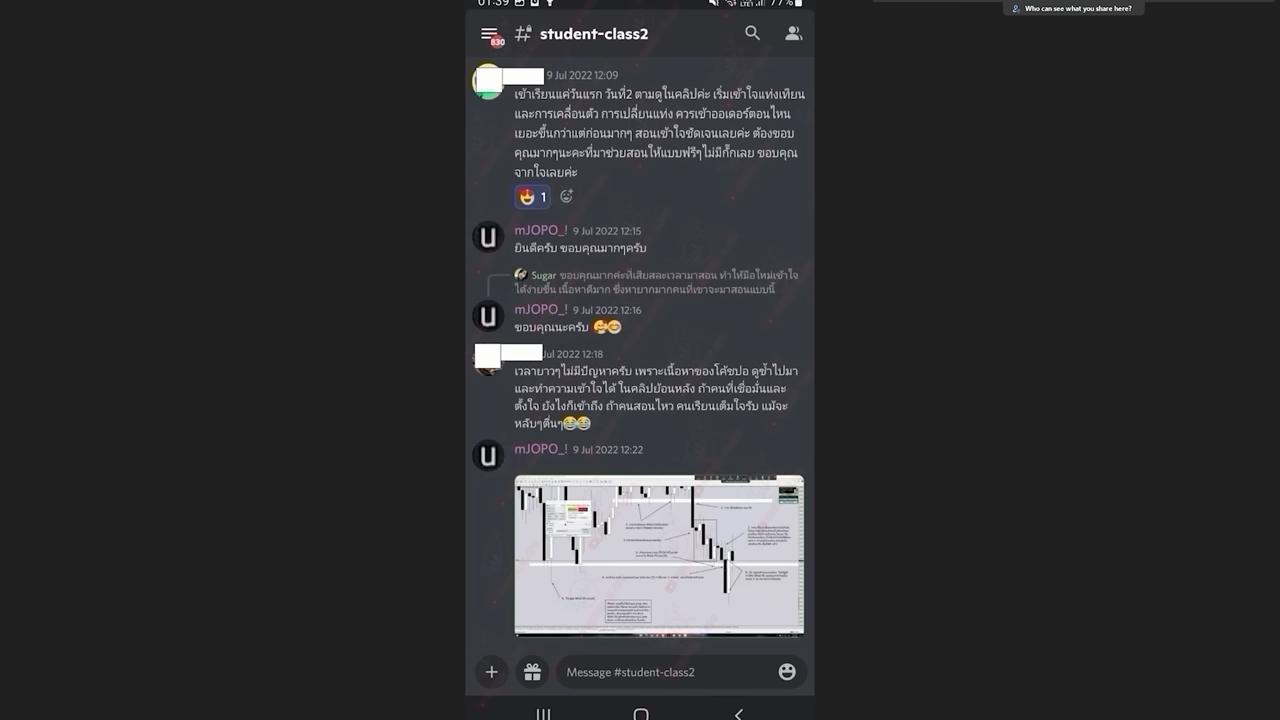 01:39
77%
Who can see what you share here?
830
student-class2
9 Jul 2022 12:09
เข้าเรียนแค่วันแรก วันที่2 ตามดูในคลิปค่ะ เริ่มเข้าใจแท่งเทียน
และการเคลื่อนตัว การเปลี่ยนแท่ง ควรเข้าออเดอร์ตอนไหน
เยอะขึ้นกว่าแต่ก่อนมากๆ สอนเข้าใจชัดเจนเลยค่ะ ต้องขอบ
คุณมากๆนะคะที่มาช่วยสอนให้แบบฟรีๆไม่มีกั๊กเลย ขอบคุณ
จากใจเลยค่ะ
1
mJOPO_! 9 Jul 2022 12:15
ยินดีครับ ขอบคุณมากๆครับ
Sugar ขอบคุณมากค่ะที่เสียสละเวลามาสอน ทำให้มือใหม่เข้าใจ
ได้ง่ายขึ้น เนื้อหาดีมาก ซึ่งหายากมากคนที่เขาจะมาสอนแบบนี้
mJOPO_! 9 Jul 2022 12:16
ขอบคุณนะครับ
Jul 2022 12:18
เวลายาวๆไม่มีปัญหาครับ เพราะเนื้อหาของโค้ชปอ ดูซ้ำไปมา
และทำความเข้าใจได้ ในคลิปย้อนหลัง ถ้าคนที่เชื่อมั่นและ
ตั้งใจ ยังไงก็เข้าถึง ถ้าคนสอนไหว คนเรียนเต็มใจรับ แม้จะ
หลับๆตื่นๆ
mJOPO_! 9 Jul 2022 12:22
Message #student-class2